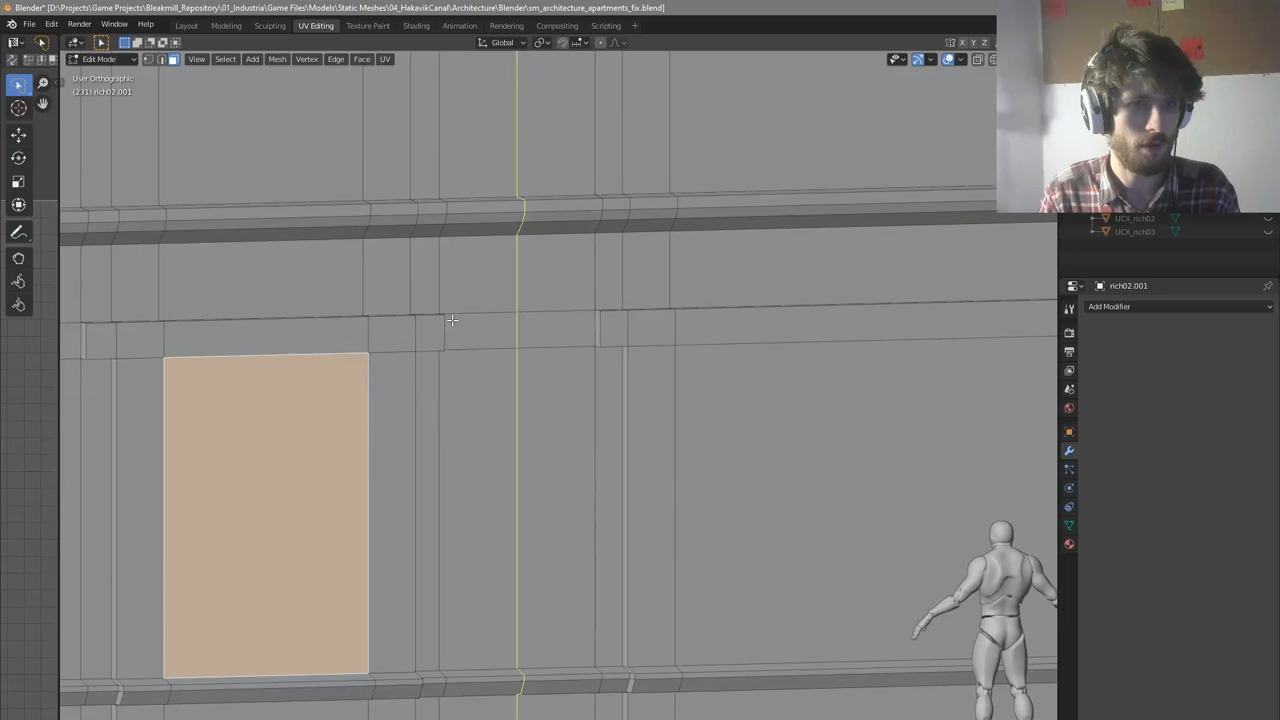 Blender* [D:\Projects\Game Projects\Bleakmill_Repository\01_Industria\Game Files\Models\Static Meshes\04_HakavikCanal\Architecture\Blender\sm_architecture_apartments_fix.blend]
File Edit Render Window Help Layout Modeling Sculpting UV Editing Texture Paint Shading Animation Rendering Compositing Scripting +
Global X Y Z
Edit Mode View Select Add Mesh Vertex Edge Face UV
User Orthographic
(231) rich02.001
UCX_rich02
UCX_rich03
rich02.001
Add Modifier